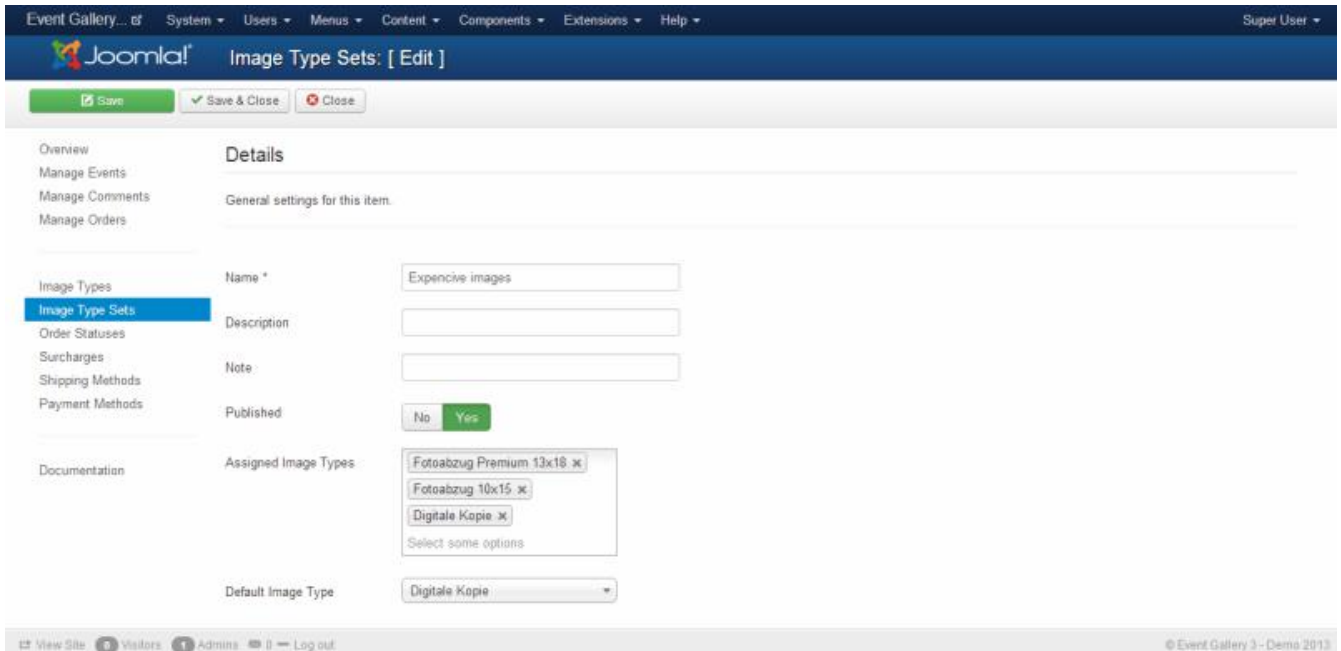 Event Gallery... System Users Menus Content Components Extensions Help Super User
Joomla! Image Type Sets: [ Edit ]
Save Save & Close Close
Overview
Manage Events
Manage Comments
Manage Orders
Image Types
Image Type Sets
Order Statuses
Surcharges
Shipping Methods
Payment Methods
Documentation
Details
General settings for this item.
Name * Expencive images
Description
Note
Published No Yes
Assigned Image Types Fotoabzug Premium 13x18
Fotoabzug 10x15
Digitale Kopie
Select some options
Default Image Type Digitale Kopie
View Site 0 Visitors 1 Admins 0 Log out © Event Gallery 3 - Demo 2013